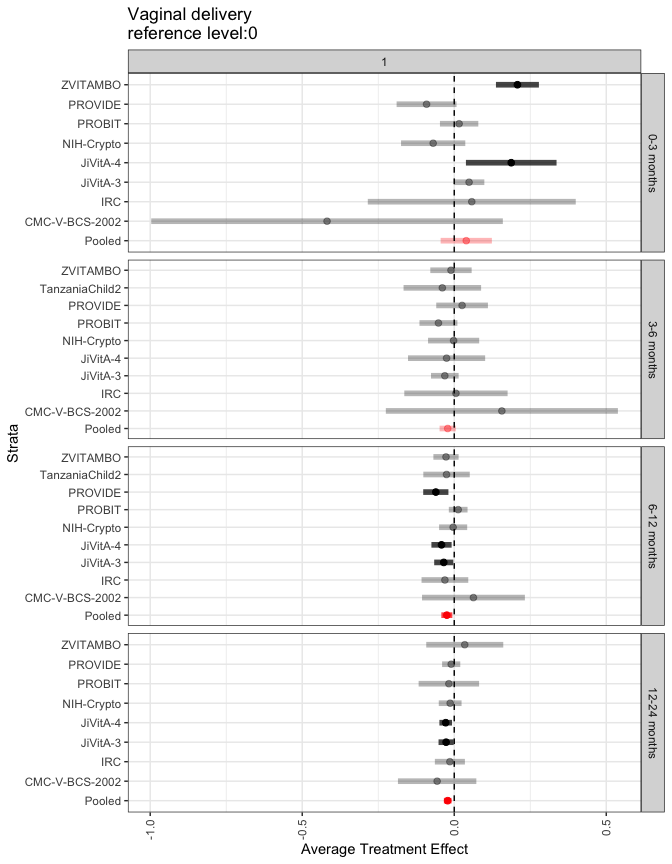 Vaginal delivery
reference level:0
1
ZVITAMBO
PROVIDE
PROBIT
NIH-Crypto
JiVitA-4
JiVitA-3
IRC
CMC-V-BCS-2002
Pooled
0-3 months
ZVITAMBO
TanzaniaChild2
PROVIDE
PROBIT
NIH-Crypto
JiVitA-4
JiVitA-3
IRC
CMC-V-BCS-2002
Pooled
3-6 months
ZVITAMBO
TanzaniaChild2
PROVIDE
PROBIT
NIH-Crypto
JiVitA-4
JiVitA-3
IRC
CMC-V-BCS-2002
Pooled
6-12 months
ZVITAMBO
PROVIDE
PROBIT
NIH-Crypto
JiVitA-4
JiVitA-3
IRC
CMC-V-BCS-2002
Pooled
12-24 months
Strata
-1.0
-0.5
0.0
0.5
Average Treatment Effect